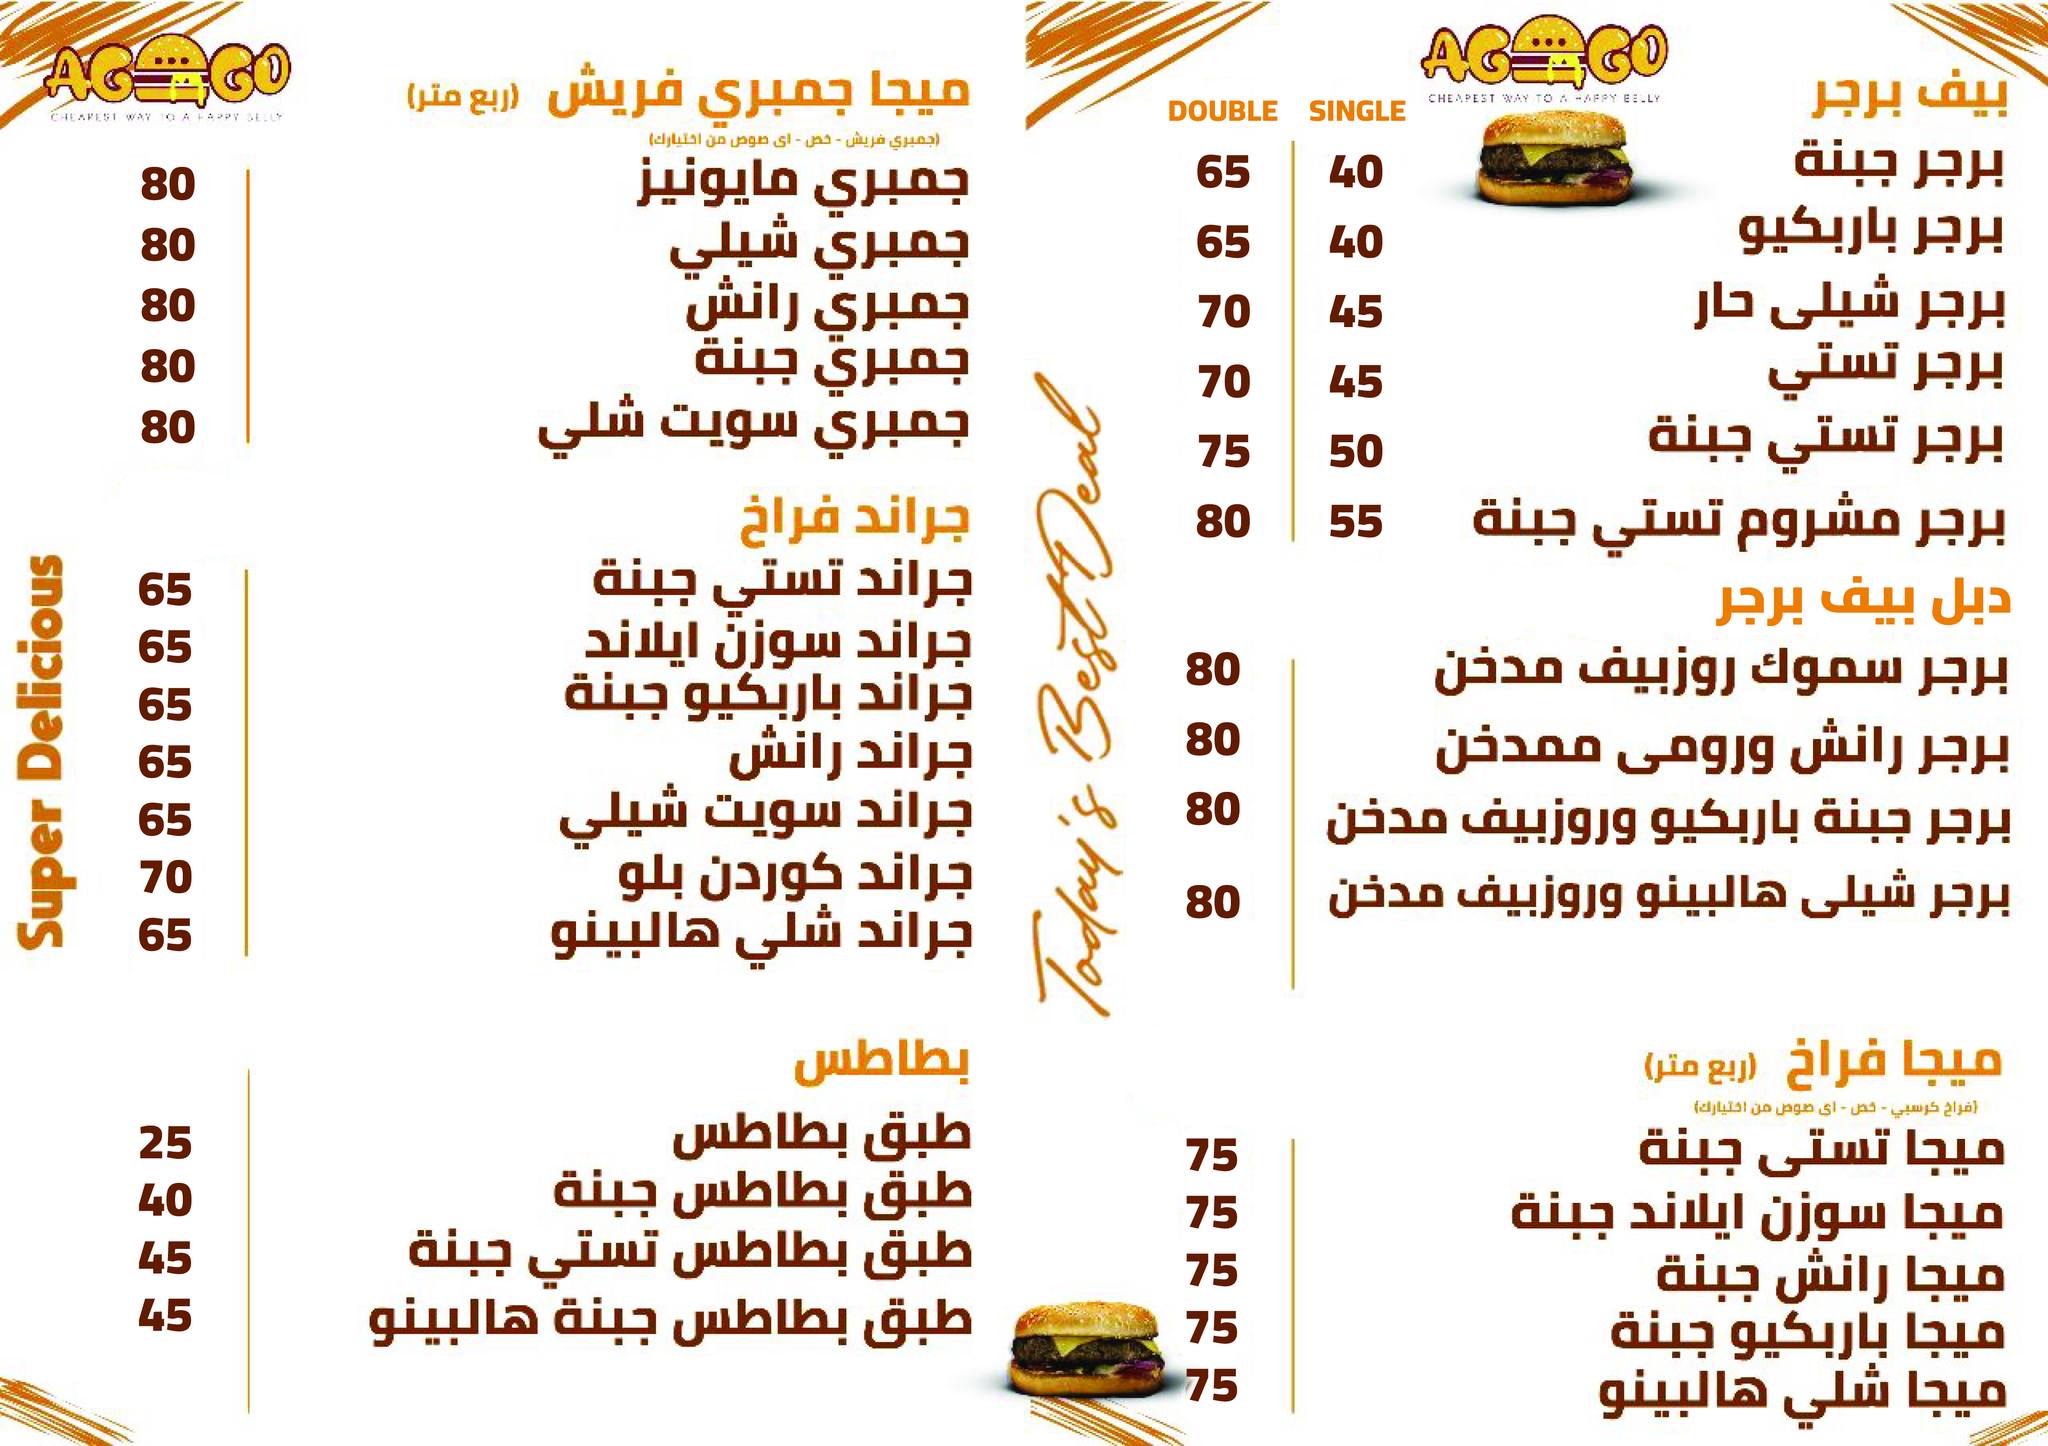 AGOGO
CHEAPEST WAY TO A HAPPY BELLY
بيف برجر
DOUBLE SINGLE
برجر جبنة 40 65
برجر باربكيو 40 65
برجر شيلى حار 45 70
برجر تستي 45 70
برجر تستي جبنة 50 75
برجر مشروم تستي جبنة 55 80
دبل بيف برجر
برجر سموك روزبيف مدخن 80
برجر رانش ورومى ممدخن 80
برجر جبنة باربكيو وروزبيف مدخن 80
برجر شيلى هالبينو وروزبيف مدخن 80
ميجا فراخ (ربع متر)
(فراخ كرسبي - خص - اى صوص من اختيارك)
ميجا تستى جبنة 75
ميجا سوزن ايلاند جبنة 75
ميجا رانش جبنة 75
ميجا باربكيو جبنة 75
ميجا شلي هالبينو 75
Today's Best Deal
AGOGO
CHEAPEST WAY TO A HAPPY BELLY
ميجا جمبري فريش (ربع متر)
(جمبري فريش - خص - اى صوص من اختيارك)
جمبري مايونيز 80
جمبري شيلي 80
جمبري رانش 80
جمبري جبنة 80
جمبري سويت شلي 80
جراند فراخ
جراند تستي جبنة 65
جراند سوزن ايلاند 65
جراند باربكيو جبنة 65
جراند رانش 65
جراند سويت شيلي 65
جراند كوردن بلو 70
جراند شلي هالبينو 65
بطاطس
طبق بطاطس 25
طبق بطاطس جبنة 40
طبق بطاطس تستي جبنة 45
طبق بطاطس جبنة هالبينو 45
Super Delicious